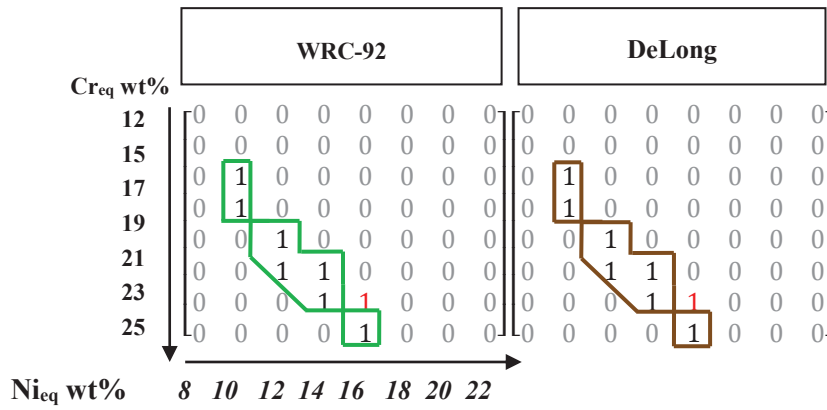 WRC-92 DeLong
Creq wt%
12 0 0 0 0 0 0 0 0 0 0 0 0 0 0 0 0
15 0 0 0 0 0 0 0 0 0 0 0 0 0 0 0 0
17 0 1 0 0 0 0 0 0 0 1 0 0 0 0 0 0
19 0 1 0 0 0 0 0 0 0 1 0 0 0 0 0 0
0 0 1 0 0 0 0 0 0 0 1 0 0 0 0 0
21 0 0 1 1 0 0 0 0 0 0 1 1 0 0 0 0
23 0 0 0 1 1 0 0 0 0 0 0 1 1 0 0 0
25 0 0 0 0 1 0 0 0 0 0 0 0 1 0 0 0
Nieq wt% 8 10 12 14 16 18 20 22